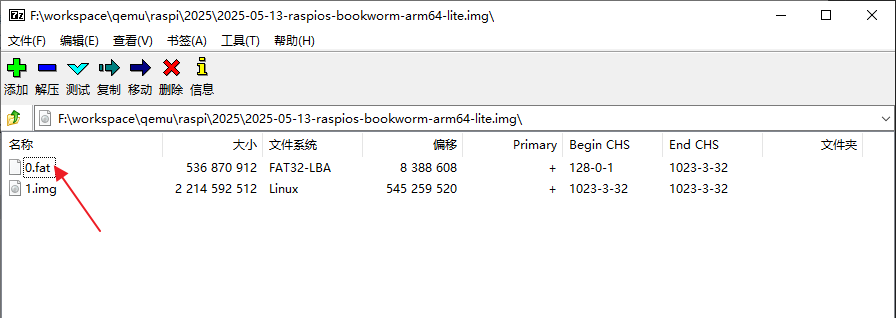 F:\workspace\qemu\raspi\2025\2025-05-13-raspios-bookworm-arm64-lite.img\
文件(F) 编辑(E) 查看(V) 书签(A) 工具(T) 帮助(H)
添加 解压 测试 复制 移动 删除 信息
F:\workspace\qemu\raspi\2025\2025-05-13-raspios-bookworm-arm64-lite.img\
名称 大小 文件系统 偏移 Primary Begin CHS End CHS 文件夹
0.fat 536 870 912 FAT32-LBA 8 388 608 + 128-0-1 1023-3-32
1.img 2 214 592 512 Linux 545 259 520 + 1023-3-32 1023-3-32